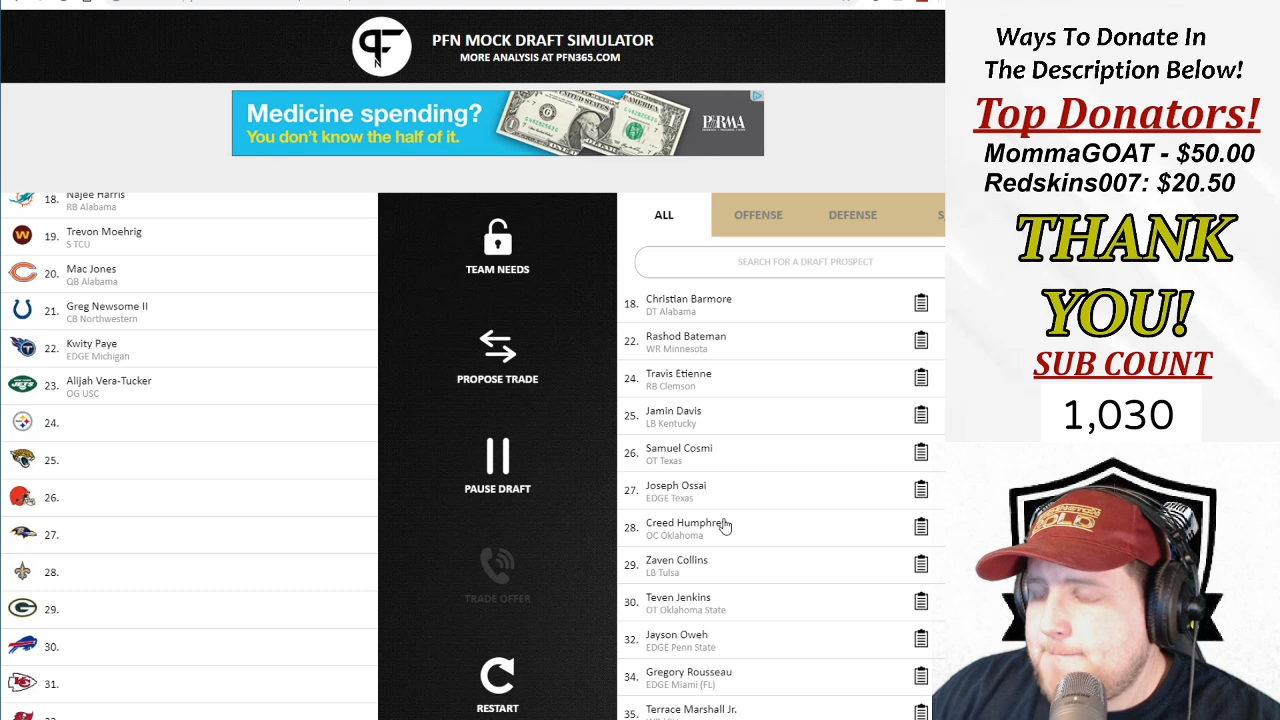 PFN MOCK DRAFT SIMULATOR
MORE ANALYSIS AT PFN365.COM
Medicine spending?
You don't know the half of it.
PhRMA
18. Najee Harris
RB Alabama
19. Trevon Moehrig
S TCU
20. Mac Jones
QB Alabama
21. Greg Newsome II
CB Northwestern
22. Kwity Paye
EDGE Michigan
23. Alijah Vera-Tucker
OG USC
24.
25.
26.
27.
28.
29.
30.
31.
TEAM NEEDS
PROPOSE TRADE
PAUSE DRAFT
TRADE OFFER
RESTART
ALL
OFFENSE
DEFENSE
SEARCH FOR A DRAFT PROSPECT
18. Christian Barmore
DT Alabama
22. Rashod Bateman
WR Minnesota
24. Travis Etienne
RB Clemson
25. Jamin Davis
LB Kentucky
26. Samuel Cosmi
OT Texas
27. Joseph Ossai
EDGE Texas
28. Creed Humphrey
OC Oklahoma
29. Zaven Collins
LB Tulsa
30. Teven Jenkins
OT Oklahoma State
32. Jayson Oweh
EDGE Penn State
34. Gregory Rousseau
EDGE Miami (FL)
35. Terrace Marshall Jr.
Ways To Donate In
The Description Below!
Top Donators!
MommaGOAT - $50.00
Redskins007: $20.50
THANK
YOU!
SUB COUNT
1,030